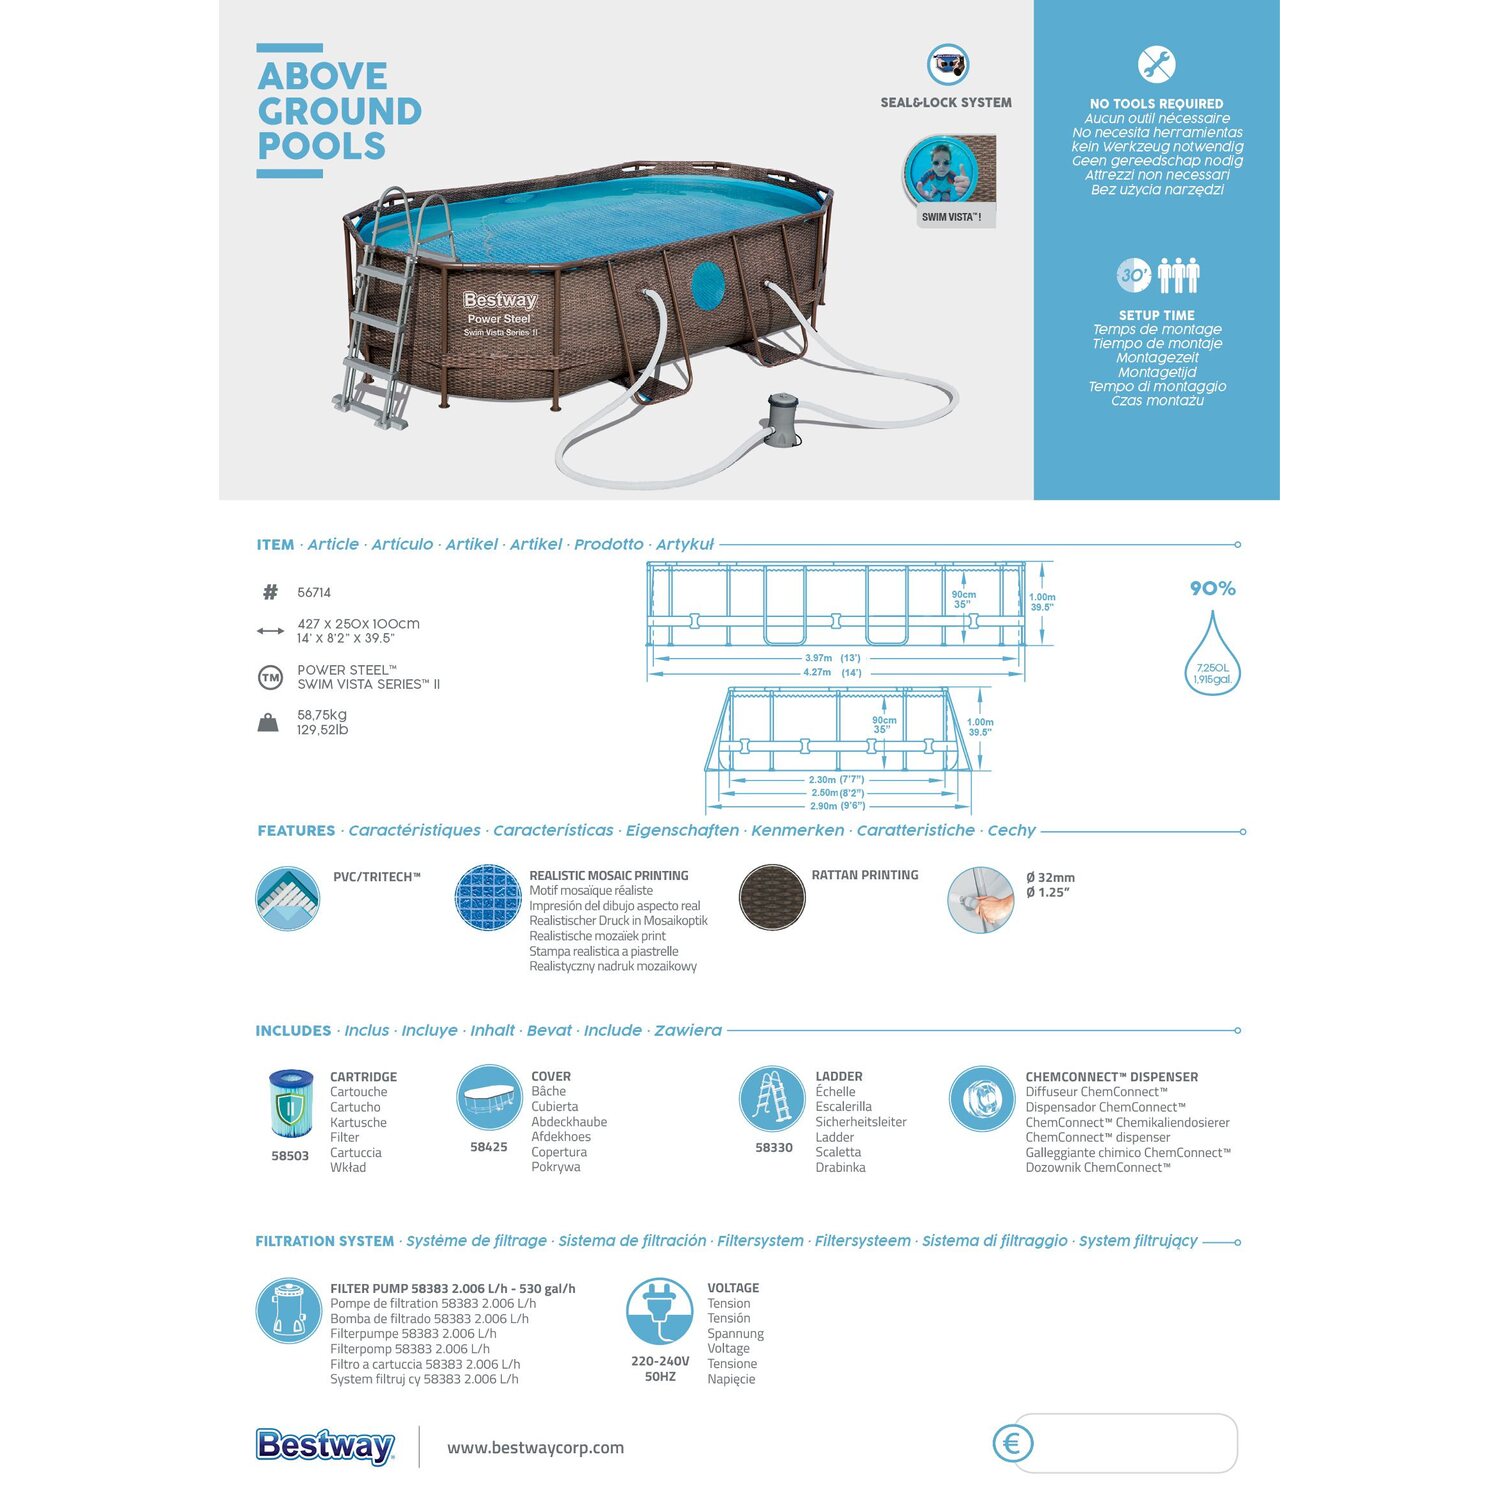 ABOVE
GROUND
POOLS
SEAL&LOCK SYSTEM
SWIM VISTA™!
Bestway
Power Steel
Swim Vista Series II
NO TOOLS REQUIRED
Aucun outil nécessaire
No necesita herramientas
kein Werkzeug notwendig
Geen gereedschap nodig
Attrezzi non necessari
Bez użycia narzędzi
30'
SETUP TIME
Temps de montage
Tiempo de montaje
Montagezeit
Montagetijd
Tempo di montaggio
Czas montażu
ITEM · Article · Artículo · Artikel · Artikel · Prodotto · Artykuł
# 56714
427 x 250x 100cm
14' x 8'2" x 39.5"
TM POWER STEEL™
SWIM VISTA SERIES™ II
58,75kg
129,52lb
90cm
35"
1.00m
39.5"
3.97m (13')
4.27m (14')
90cm
35"
1.00m
39.5"
2.30m (7'7")
2.50m (8'2")
2.90m (9'6")
90%
7,250L
1,915gal.
FEATURES · Caractéristiques · Características · Eigenschaften · Kenmerken · Caratteristiche · Cechy
PVC/TRITECH™
REALISTIC MOSAIC PRINTING
Motif mosaïque réaliste
Impresión del dibujo aspecto real
Realistischer Druck in Mosaikoptik
Realistische mozaïek print
Stampa realistica a piastrelle
Realistyczny nadruk mozaikowy
RATTAN PRINTING
Ø 32mm
Ø 1.25"
INCLUDES · Inclus · Incluye · Inhalt · Bevat · Include · Zawiera
II
58503
CARTRIDGE
Cartouche
Cartucho
Kartusche
Filter
Cartuccia
Wkład
58425
COVER
Bâche
Cubierta
Abdeckhaube
Afdekhoes
Copertura
Pokrywa
58330
LADDER
Échelle
Escalerilla
Sicherheitsleiter
Ladder
Scaletta
Drabinka
CHEMCONNECT™ DISPENSER
Diffuseur ChemConnect™
Dispensador ChemConnect™
ChemConnect™ Chemikaliendosierer
ChemConnect™ dispenser
Galleggiante chimico ChemConnect™
Dozownik ChemConnect™
FILTRATION SYSTEM · Système de filtrage · Sistema de filtración · Filtersystem · Filtersysteem · Sistema di filtraggio · System filtrujący
FILTER PUMP 58383 2.006 L/h - 530 gal/h
Pompe de filtration 58383 2.006 L/h
Bomba de filtrado 58383 2.006 L/h
Filterpumpe 58383 2.006 L/h
Filterpomp 58383 2.006 L/h
Filtro a cartuccia 58383 2.006 L/h
System filtruj cy 58383 2.006 L/h
220-240V
50HZ
VOLTAGE
Tension
Tensión
Spannung
Voltage
Tensione
Napięcie
Bestway
www.bestwaycorp.com
€